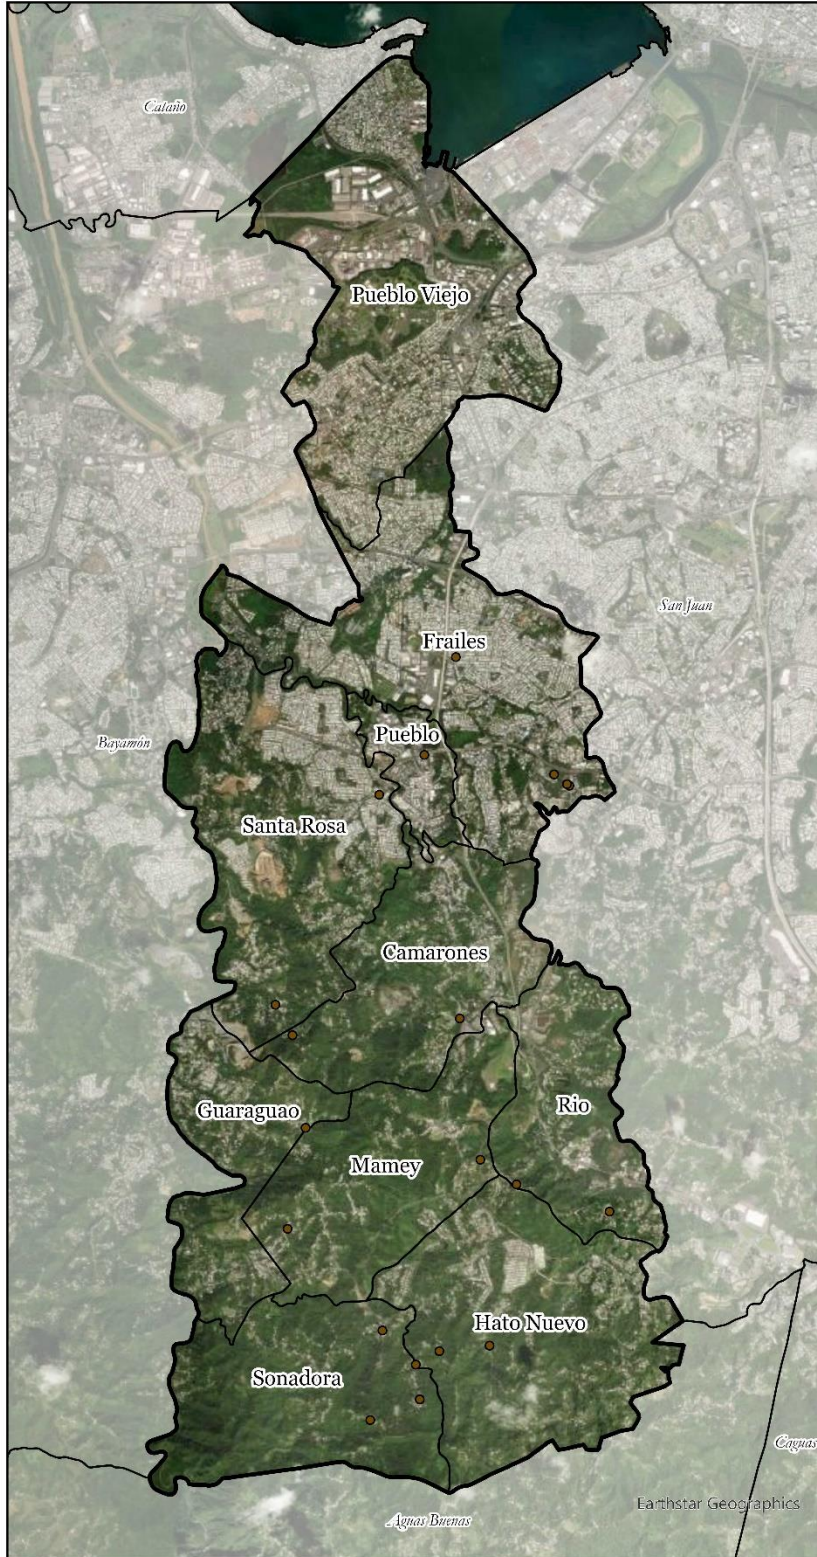 Cataño
Pueblo Viejo
San Juan
Frailes
Pueblo
Bayamón
Santa Rosa
Camarones
Guaraguao
Rio
Mamey
Hato Nuevo
Sonadora
Caguas
Earthstar Geographics
Aguas Buenas